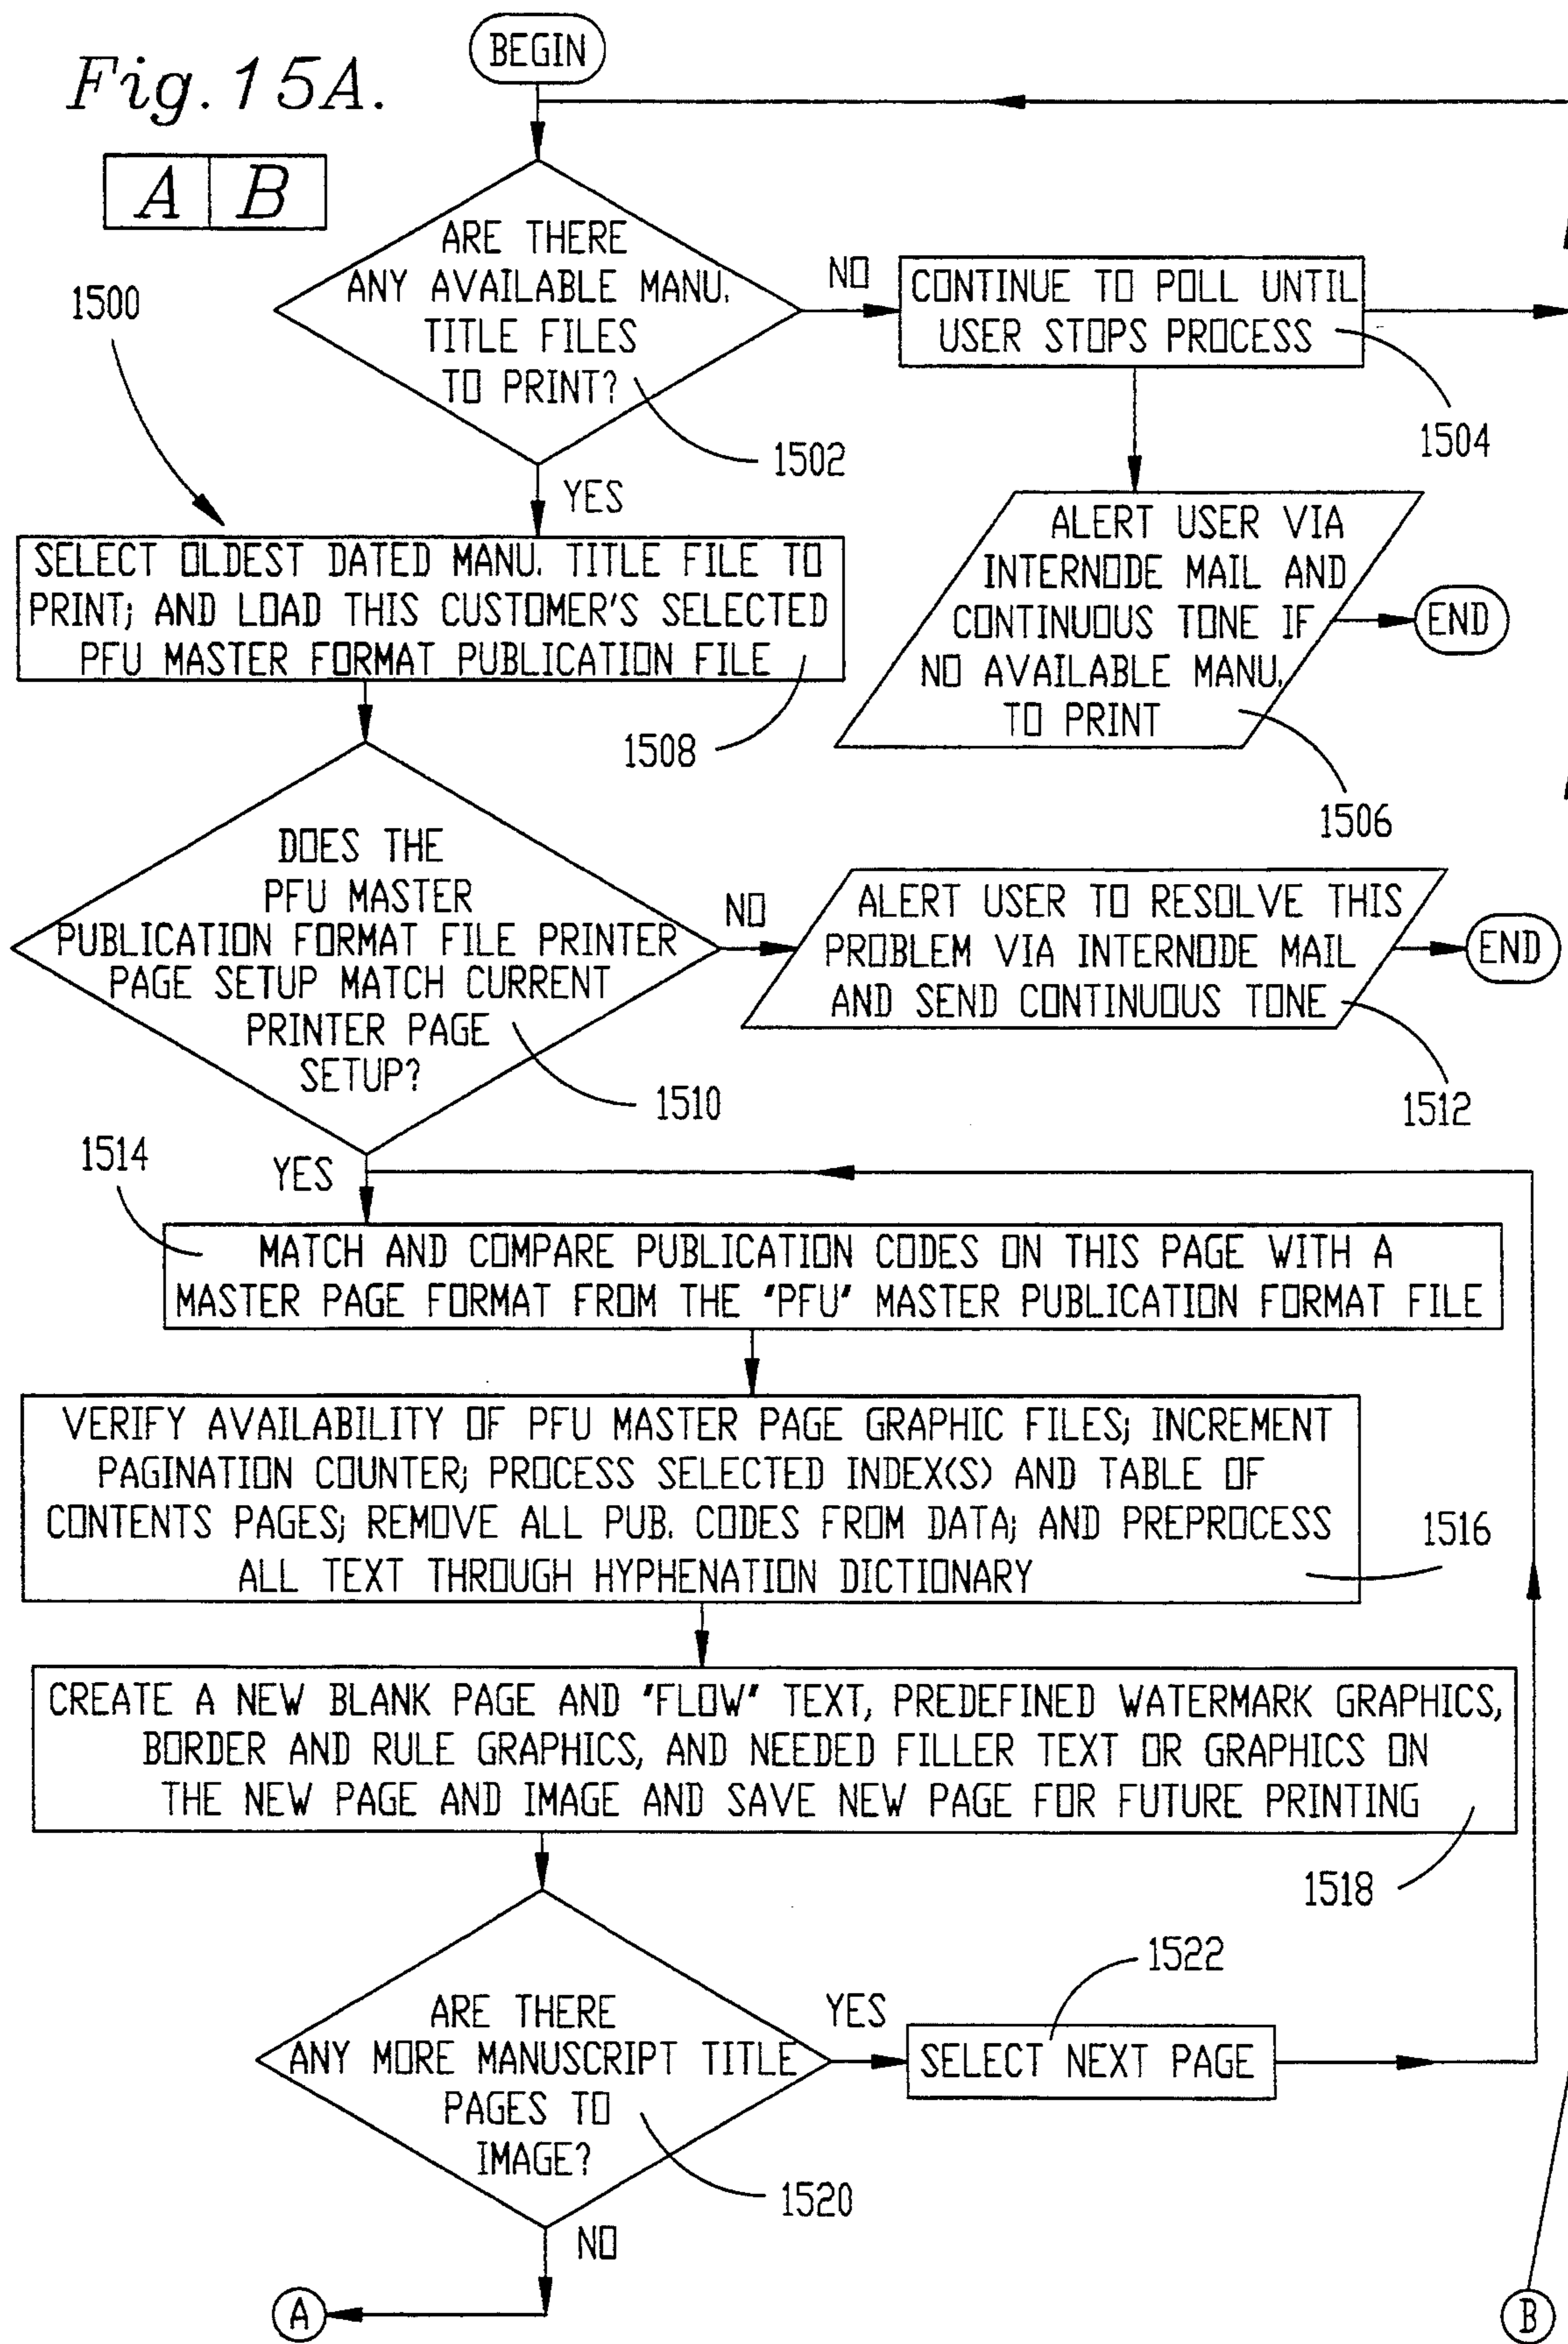 Fig. 15A.
A B
BEGIN
ARE THERE
ANY AVAILABLE MANU.
TITLE FILES
TO PRINT?
1502
NO
CONTINUE TO POLL UNTIL
USER STOPS PROCESS
1504
1500
YES
ALERT USER VIA
INTERNODE MAIL AND
CONTINUOUS TONE IF
NO AVAILABLE MANU.
TO PRINT
1506
END
SELECT OLDEST DATED MANU. TITLE FILE TO
PRINT; AND LOAD THIS CUSTOMER'S SELECTED
PFU MASTER FORMAT PUBLICATION FILE
1508
DOES THE
PFU MASTER
PUBLICATION FORMAT FILE PRINTER
PAGE SETUP MATCH CURRENT
PRINTER PAGE
SETUP?
1510
NO
ALERT USER TO RESOLVE THIS
PROBLEM VIA INTERNODE MAIL
AND SEND CONTINUOUS TONE
1512
END
1514
YES
MATCH AND COMPARE PUBLICATION CODES ON THIS PAGE WITH A
MASTER PAGE FORMAT FROM THE "PFU" MASTER PUBLICATION FORMAT FILE
VERIFY AVAILABILITY OF PFU MASTER PAGE GRAPHIC FILES; INCREMENT
PAGINATION COUNTER; PROCESS SELECTED INDEX(S) AND TABLE OF
CONTENTS PAGES; REMOVE ALL PUB. CODES FROM DATA; AND PREPROCESS
ALL TEXT THROUGH HYPHENATION DICTIONARY
1516
CREATE A NEW BLANK PAGE AND "FLOW" TEXT, PREDEFINED WATERMARK GRAPHICS,
BORDER AND RULE GRAPHICS, AND NEEDED FILLER TEXT OR GRAPHICS ON
THE NEW PAGE AND IMAGE AND SAVE NEW PAGE FOR FUTURE PRINTING
1518
ARE THERE
ANY MORE MANUSCRIPT TITLE
PAGES TO
IMAGE?
1520
YES
SELECT NEXT PAGE
1522
NO
A
B